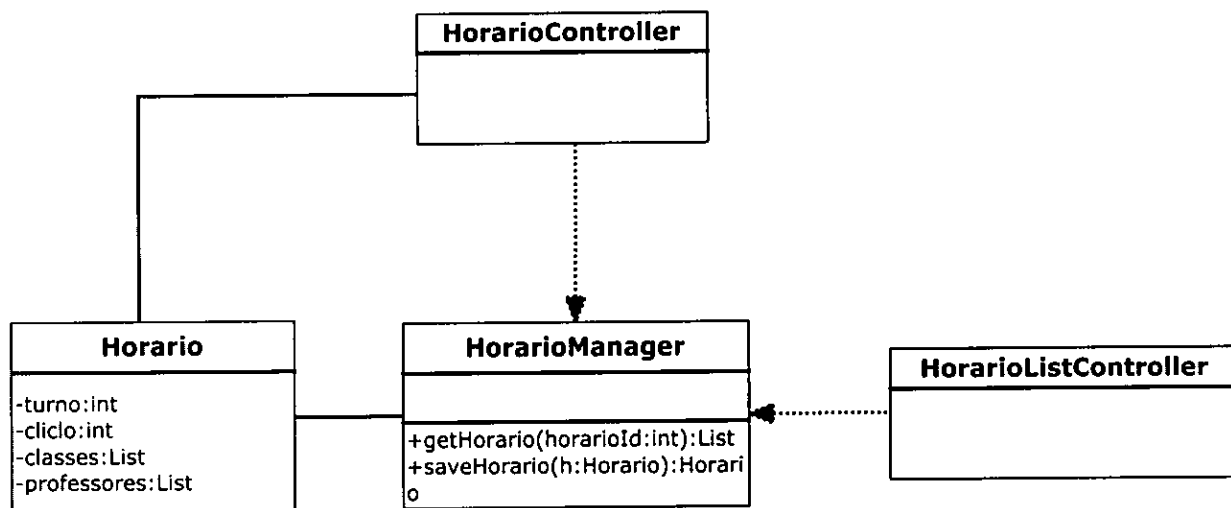 HorarioController
Horario
-turno:int
-cliclo:int
-classes:List
-professores:List
HorarioManager
+getHorario(horarioId:int):List
+saveHorario(h:Horario):Horari
o
HorarioListController